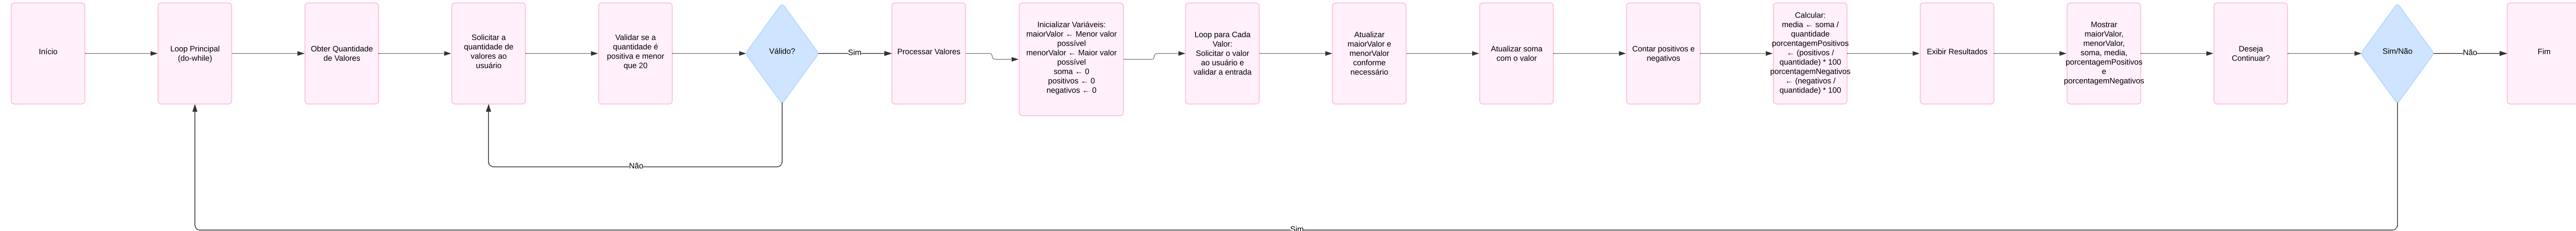 Início
Loop Principal
(do-while)
Obter Quantidade
de Valores
Solicitar a
quantidade de
valores ao
usuário
Validar se a
quantidade é
positiva e menor
que 20
Válido?
Sim
Não
Processar Valores
Inicializar Variáveis:
maiorValor ← Menor valor
possível
menorValor ← Maior valor
possível
soma ← 0
positivos ← 0
negativos ← 0
Loop para Cada
Valor:
Solicitar o valor
ao usuário e
validar a entrada
Atualizar
maiorValor e
menorValor
conforme
necessário
Atualizar soma
com o valor
Contar positivos e
negativos
Calcular:
media ← soma /
quantidade
porcentagemPositivos
← (positivos /
quantidade) * 100
porcentagemNegativos
← (negativos /
quantidade) * 100
Exibir Resultados
Mostrar
maiorValor,
menorValor,
soma, media,
porcentagemPositivos
e
porcentagemNegativos
Deseja
Continuar?
Sim/Não
Não
Fim
Sim